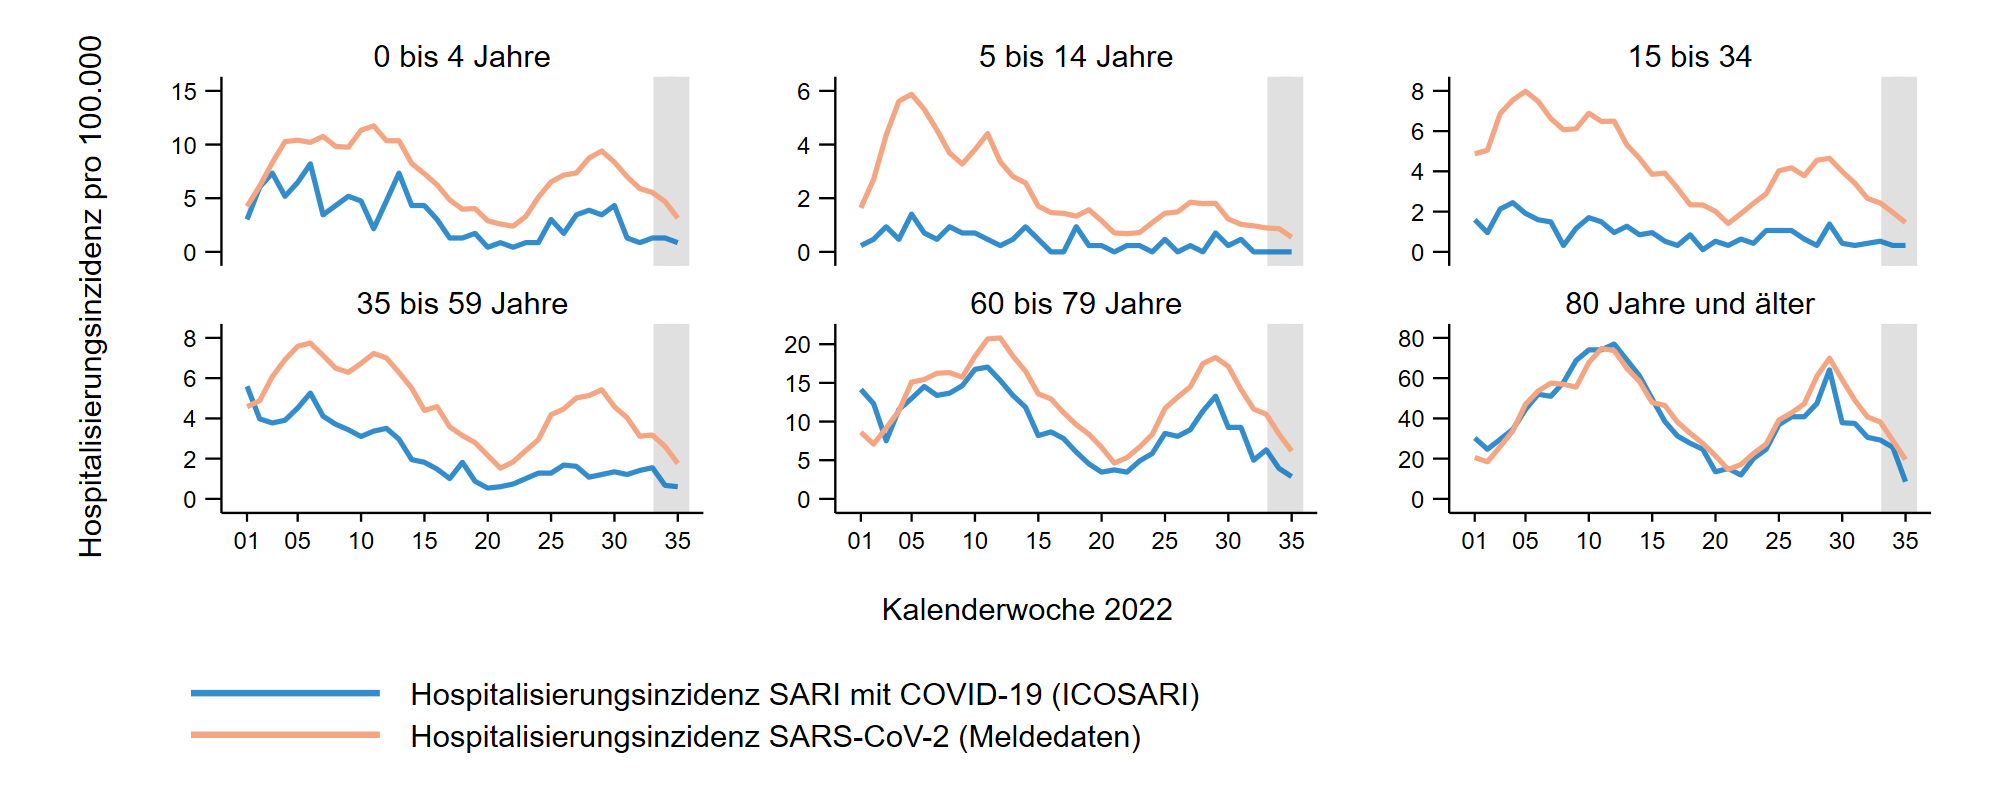 Hospitalisierungsinzidenz pro 100.000
0 bis 4 Jahre
15
10
5
0
5 bis 14 Jahre
6
4
2
0
15 bis 34
8
6
4
2
0
35 bis 59 Jahre
8
6
4
2
0
01 05 10 15 20 25 30 35
60 bis 79 Jahre
20
15
10
5
0
01 05 10 15 20 25 30 35
80 Jahre und älter
80
60
40
20
0
01 05 10 15 20 25 30 35
Kalenderwoche 2022
Hospitalisierungsinzidenz SARI mit COVID-19 (ICOSARI)
Hospitalisierungsinzidenz SARS-CoV-2 (Meldedaten)